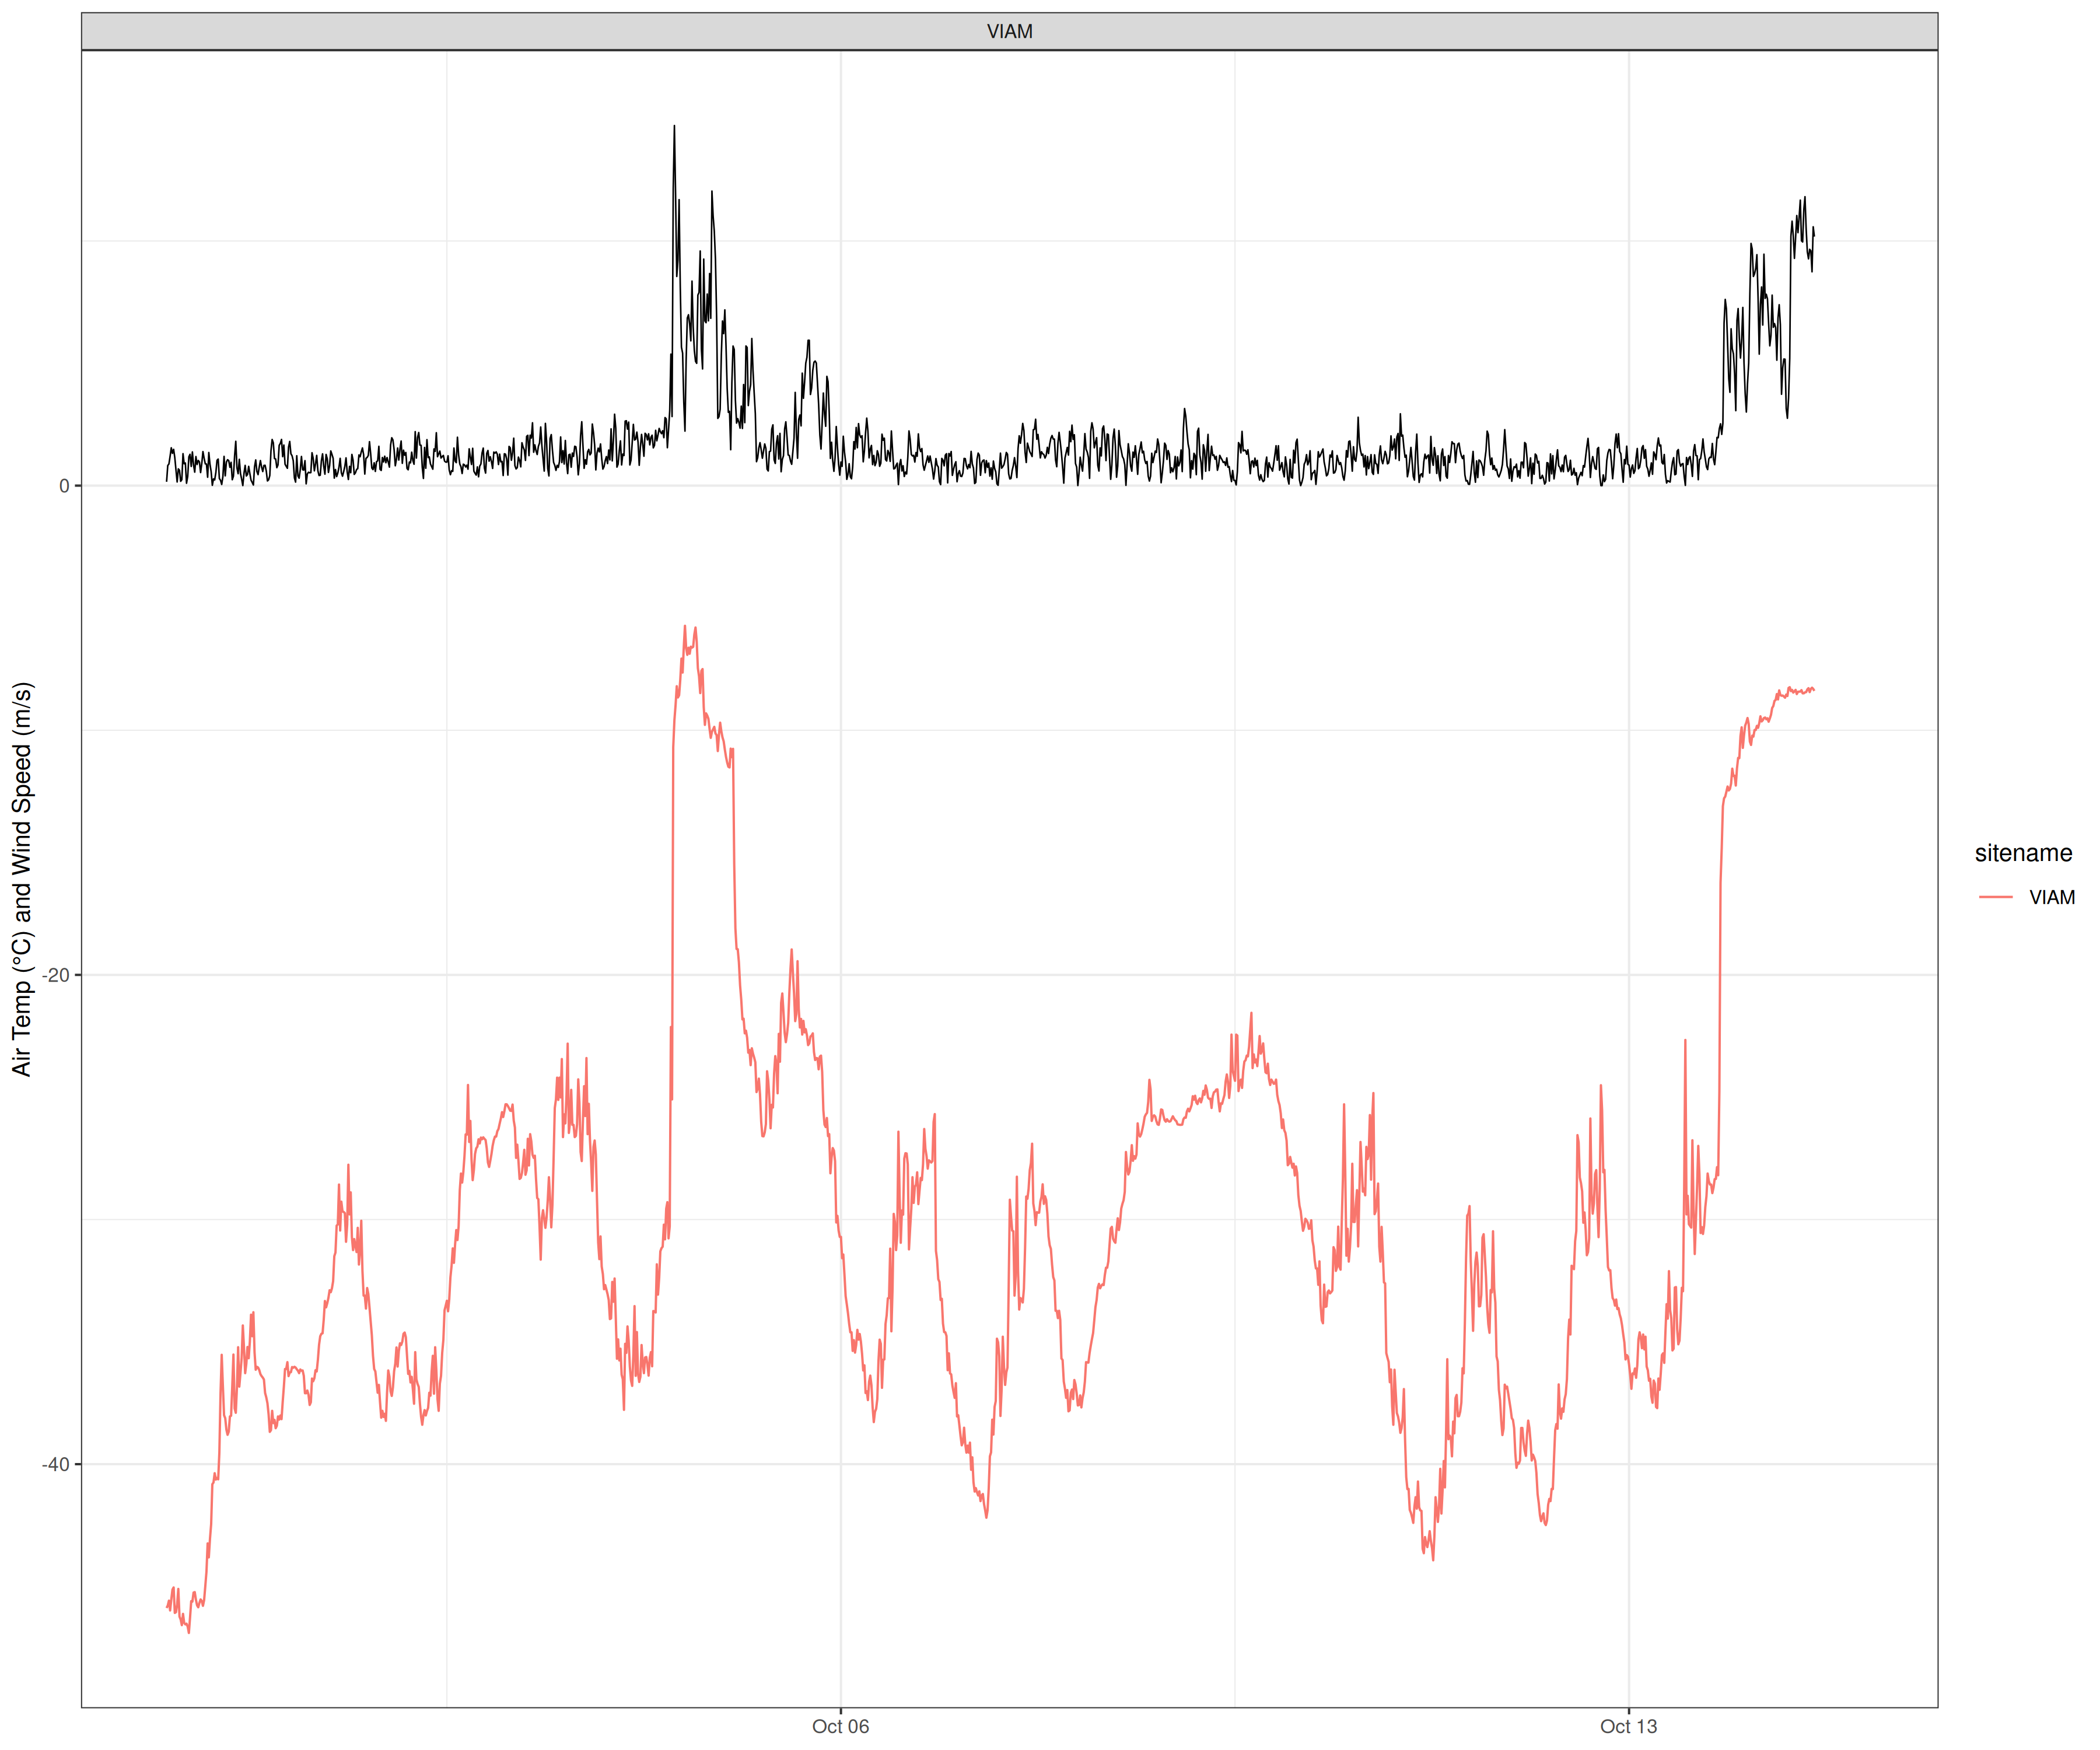 VIAM
Air Temp (°C) and Wind Speed (m/s)
0
-20
-40
Oct 06
Oct 13
sitename
VIAM